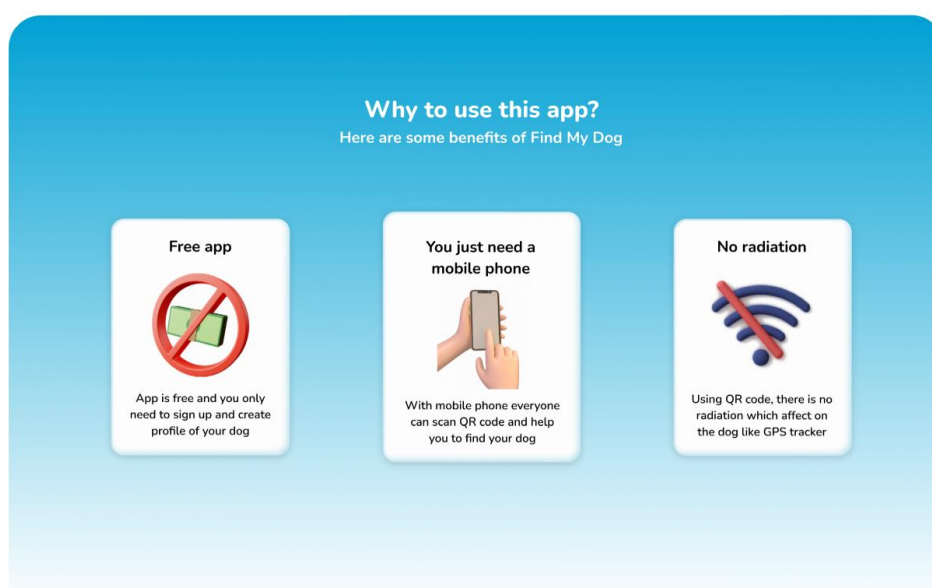 Why to use this app?
Here are some benefits of Find My Dog
Free app
App is free and you only
need to sign up and create
profile of your dog
You just need a
mobile phone
With mobile phone everyone
can scan QR code and help
you to find your dog
No radiation
Using QR code, there is no
radiation which affect on
the dog like GPS tracker